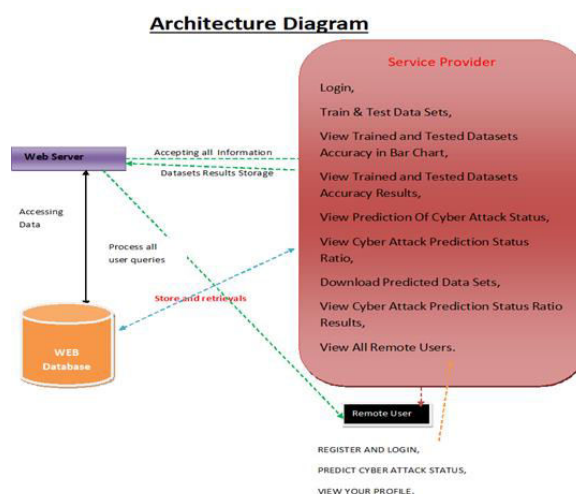 Architecture Diagram
Service Provider
Login,
Train & Test Data Sets,
View Trained and Tested Datasets
Accuracy in Bar Chart,
View Trained and Tested Datasets
Accuracy Results,
View Prediction Of Cyber Attack Status,
View Cyber Attack Prediction Status
Ratio,
Download Predicted Data Sets,
View Cyber Attack Prediction Status Ratio
Results,
View All Remote Users.
Web Server
Accepting all Information
Datasets Results Storage
Accessing
Data
Process all
user queries
Store and retrievals
WEB
Database
Remote User
REGISTER AND LOGIN,
PREDICT CYBER ATTACK STATUS,
VIEW YOUR PROFILE.